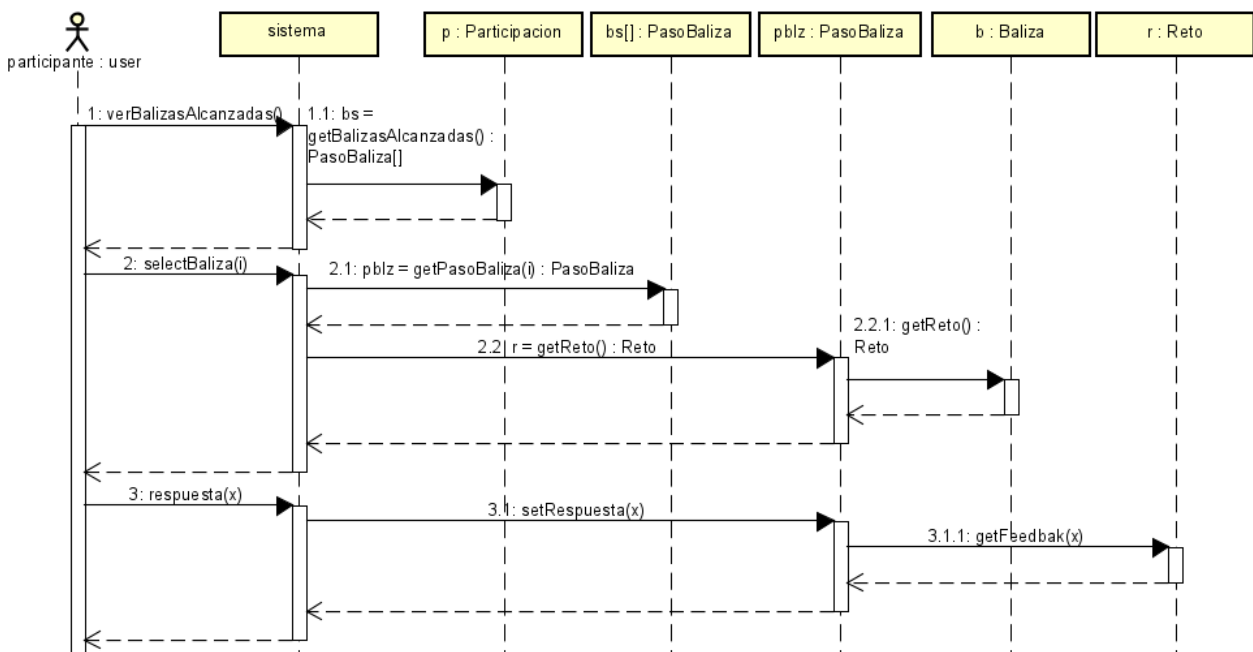 sistema
p : Participacion
bs[] : PasoBaliza
pblz : PasoBaliza
b : Baliza
r : Reto
participante : user
1: verBalizasAlcanzadas()
1.1: bs =
getBalizasAlcanzadas() :
PasoBaliza[]
2: selectBaliza(i)
2.1: pblz = getPasoBaliza(i) : PasoBaliza
2.2: r = getReto() : Reto
2.2.1: getReto() :
Reto
3: respuesta(x)
3.1: setRespuesta(x)
3.1.1: getFeedbak(x)